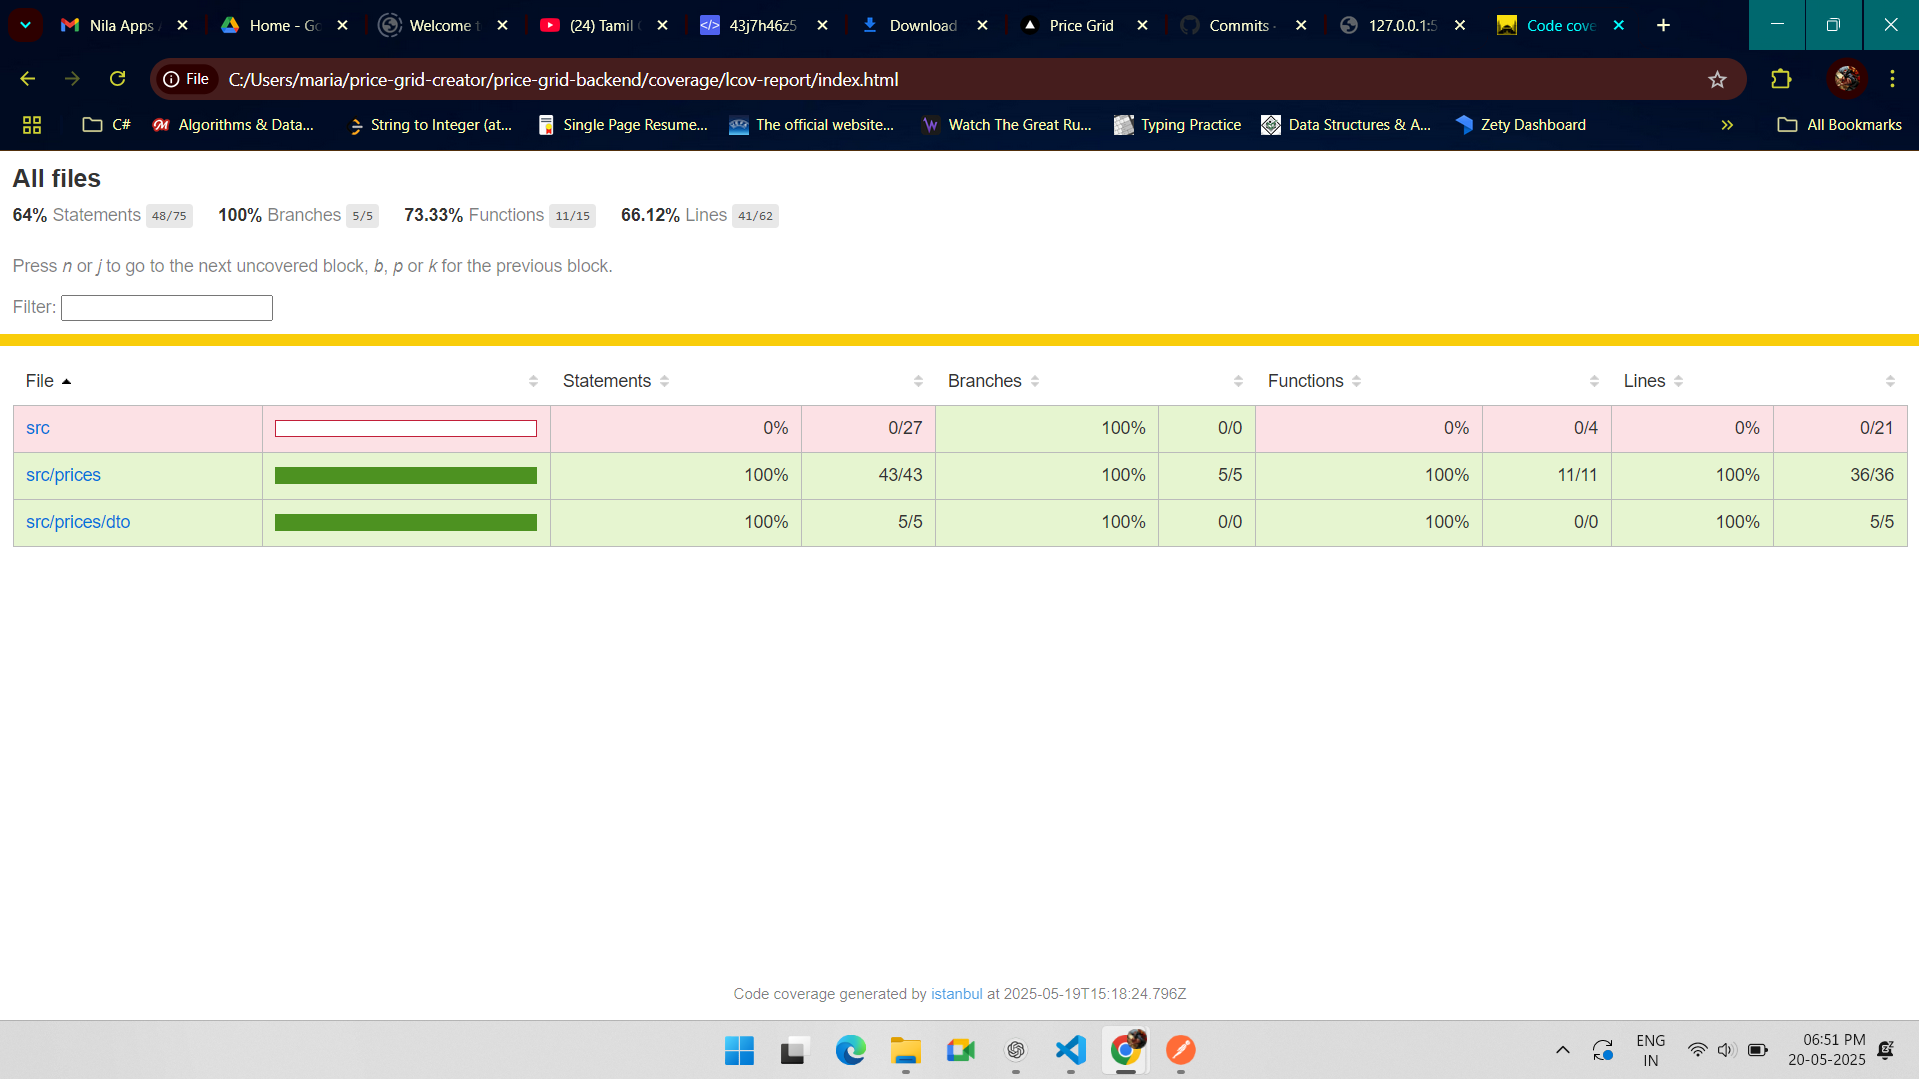 Nila Apps
Home - Go
Welcome t
(24) Tamil
43j7h46z5
Download
Price Grid
Commits ·
127.0.0.1:5
Code cove
File
C:/Users/maria/price-grid-creator/price-grid-backend/coverage/lcov-report/index.html
C#
Algorithms & Data...
String to Integer (at...
Single Page Resume...
The official website...
Watch The Great Ru...
Typing Practice
Data Structures & A...
Zety Dashboard
»
All Bookmarks
All files
64% Statements 48/75 100% Branches 5/5 73.33% Functions 11/15 66.12% Lines 41/62
Press n or j to go to the next uncovered block, b, p or k for the previous block.
Filter:
File Statements Branches Functions Lines
src 0% 0/27 100% 0/0 0% 0/4 0% 0/21
src/prices 100% 43/43 100% 5/5 100% 11/11 100% 36/36
src/prices/dto 100% 5/5 100% 0/0 100% 0/0 100% 5/5
Code coverage generated by istanbul at 2025-05-19T15:18:24.796Z
ENG
IN
06:51 PM
20-05-2025